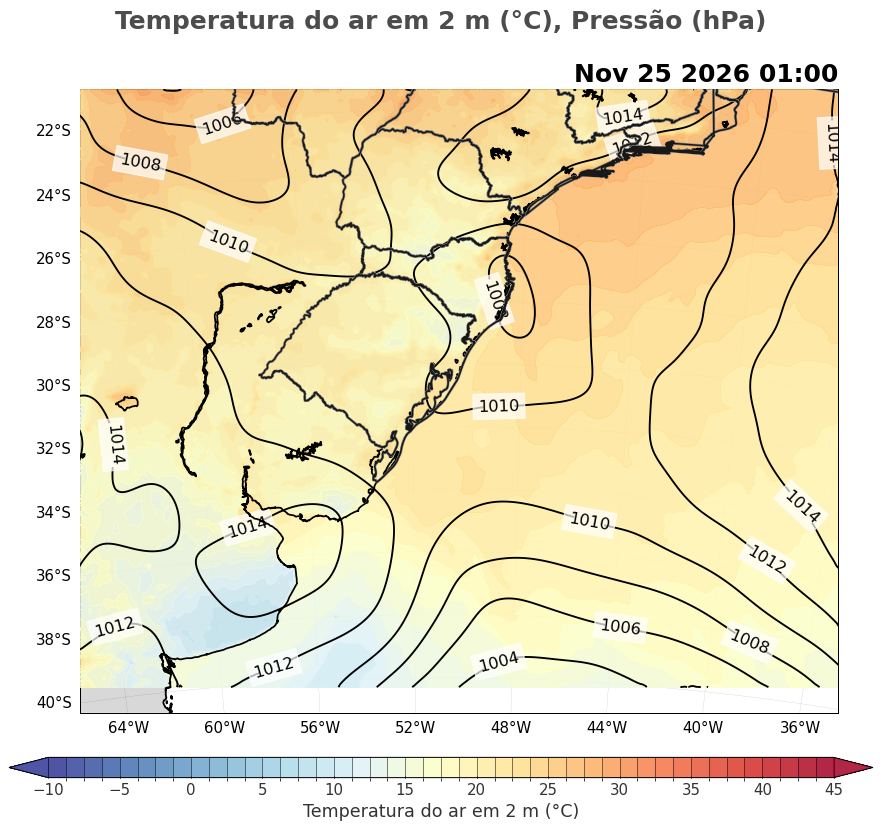 Temperatura do ar em 2 m (°C), Pressão (hPa)
Nov 25 2026 01:00
22°S
24°S
26°S
28°S
30°S
32°S
34°S
36°S
38°S
40°S
1014
1012
1014
1008
1010
1010
1014
1014
1010
1014
1012
1012
1012
1006
1008
1004
64°W
60°W
56°W
52°W
48°W
44°W
40°W
36°W
−10
−5
0
5
10
15
20
25
30
35
40
45
Temperatura do ar em 2 m (°C)